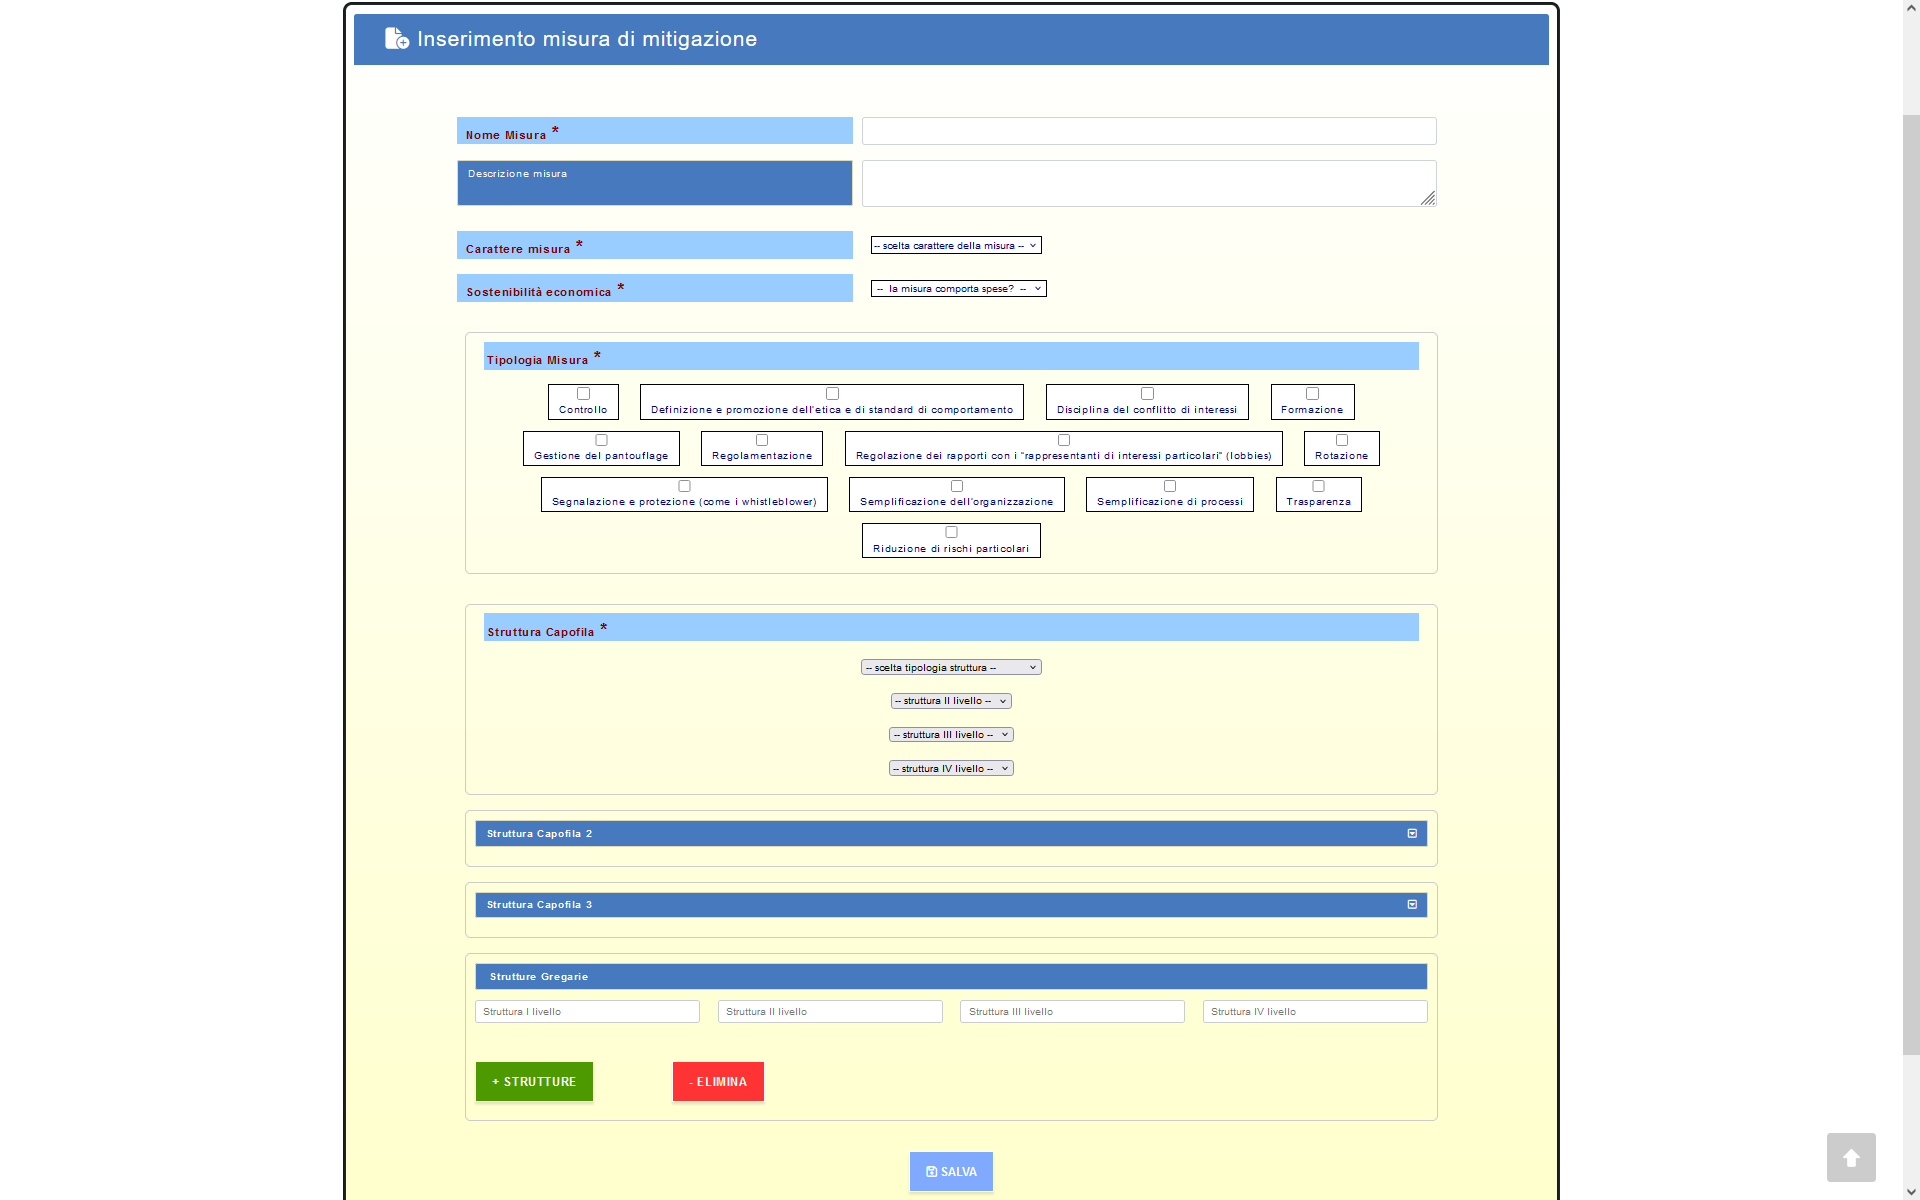 Inserimento misura di mitigazione
Nome Misura *
Descrizione misura
Carattere misura *
-- scelta carattere della misura --
Sostenibilità economica *
-- la misura comporta spese? --
Tipologia Misura *
Controllo
Definizione e promozione dell'etica e di standard di comportamento
Disciplina del conflitto di interessi
Formazione
Gestione del pantouflage
Regolamentazione
Regolazione dei rapporti con i "rappresentanti di interessi particolari" (lobbies)
Rotazione
Segnalazione e protezione (come i whistleblower)
Semplificazione dell'organizzazione
Semplificazione di processi
Trasparenza
Riduzione di rischi particolari
Struttura Capofila *
-- scelta tipologia struttura --
-- struttura II livello --
-- struttura III livello --
-- struttura IV livello --
Struttura Capofila 2
Struttura Capofila 3
Strutture Gregarie
Struttura I livello
Struttura II livello
Struttura III livello
Struttura IV livello
+ STRUTTURE
- ELIMINA
SALVA